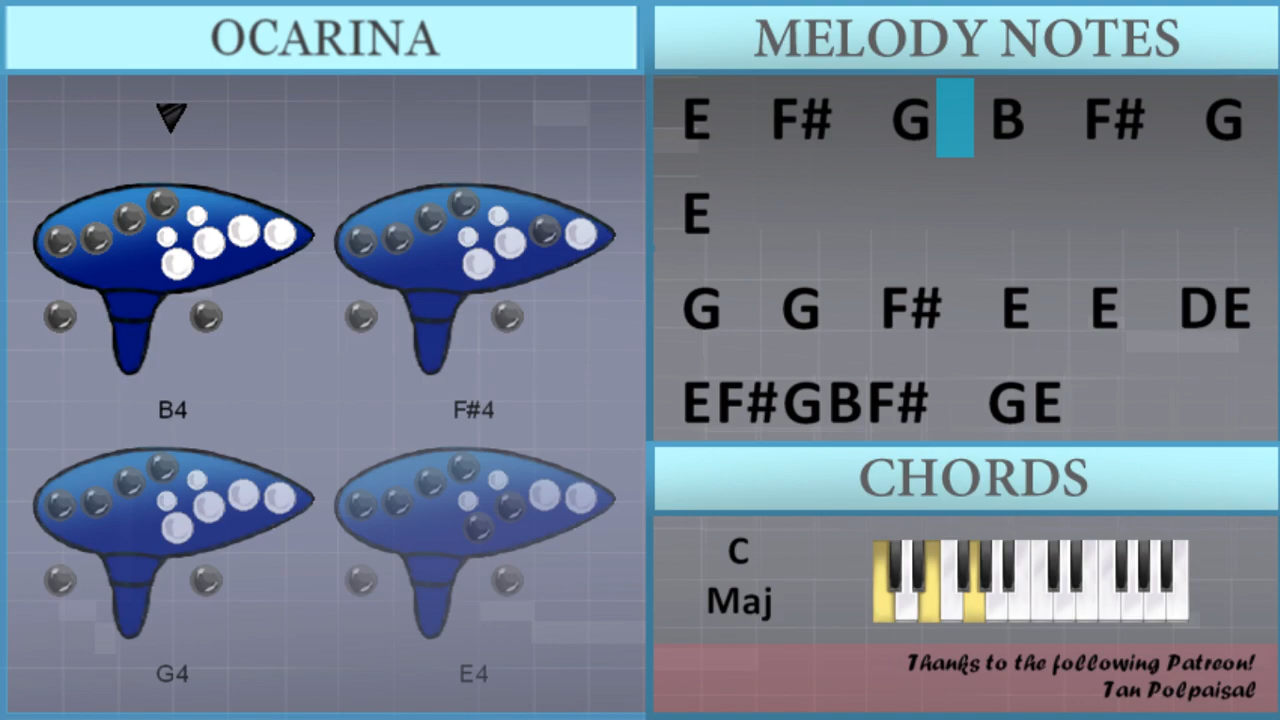 OCARINA
B4 F#4
G4 E4
MELODY NOTES
E F# G B F# G
E
G G F# E E DE
EF#GBF# GE
CHORDS
C
Maj
Thanks to the following Patreon!
Tan Polpaisal